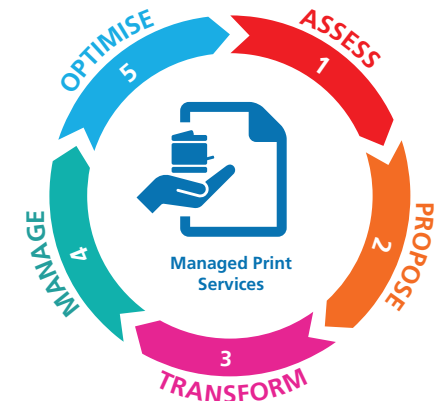 ASSESS
1
PROPOSE
2
TRANSFORM
3
MANAGE
4
OPTIMISE
5
Managed Print
Services